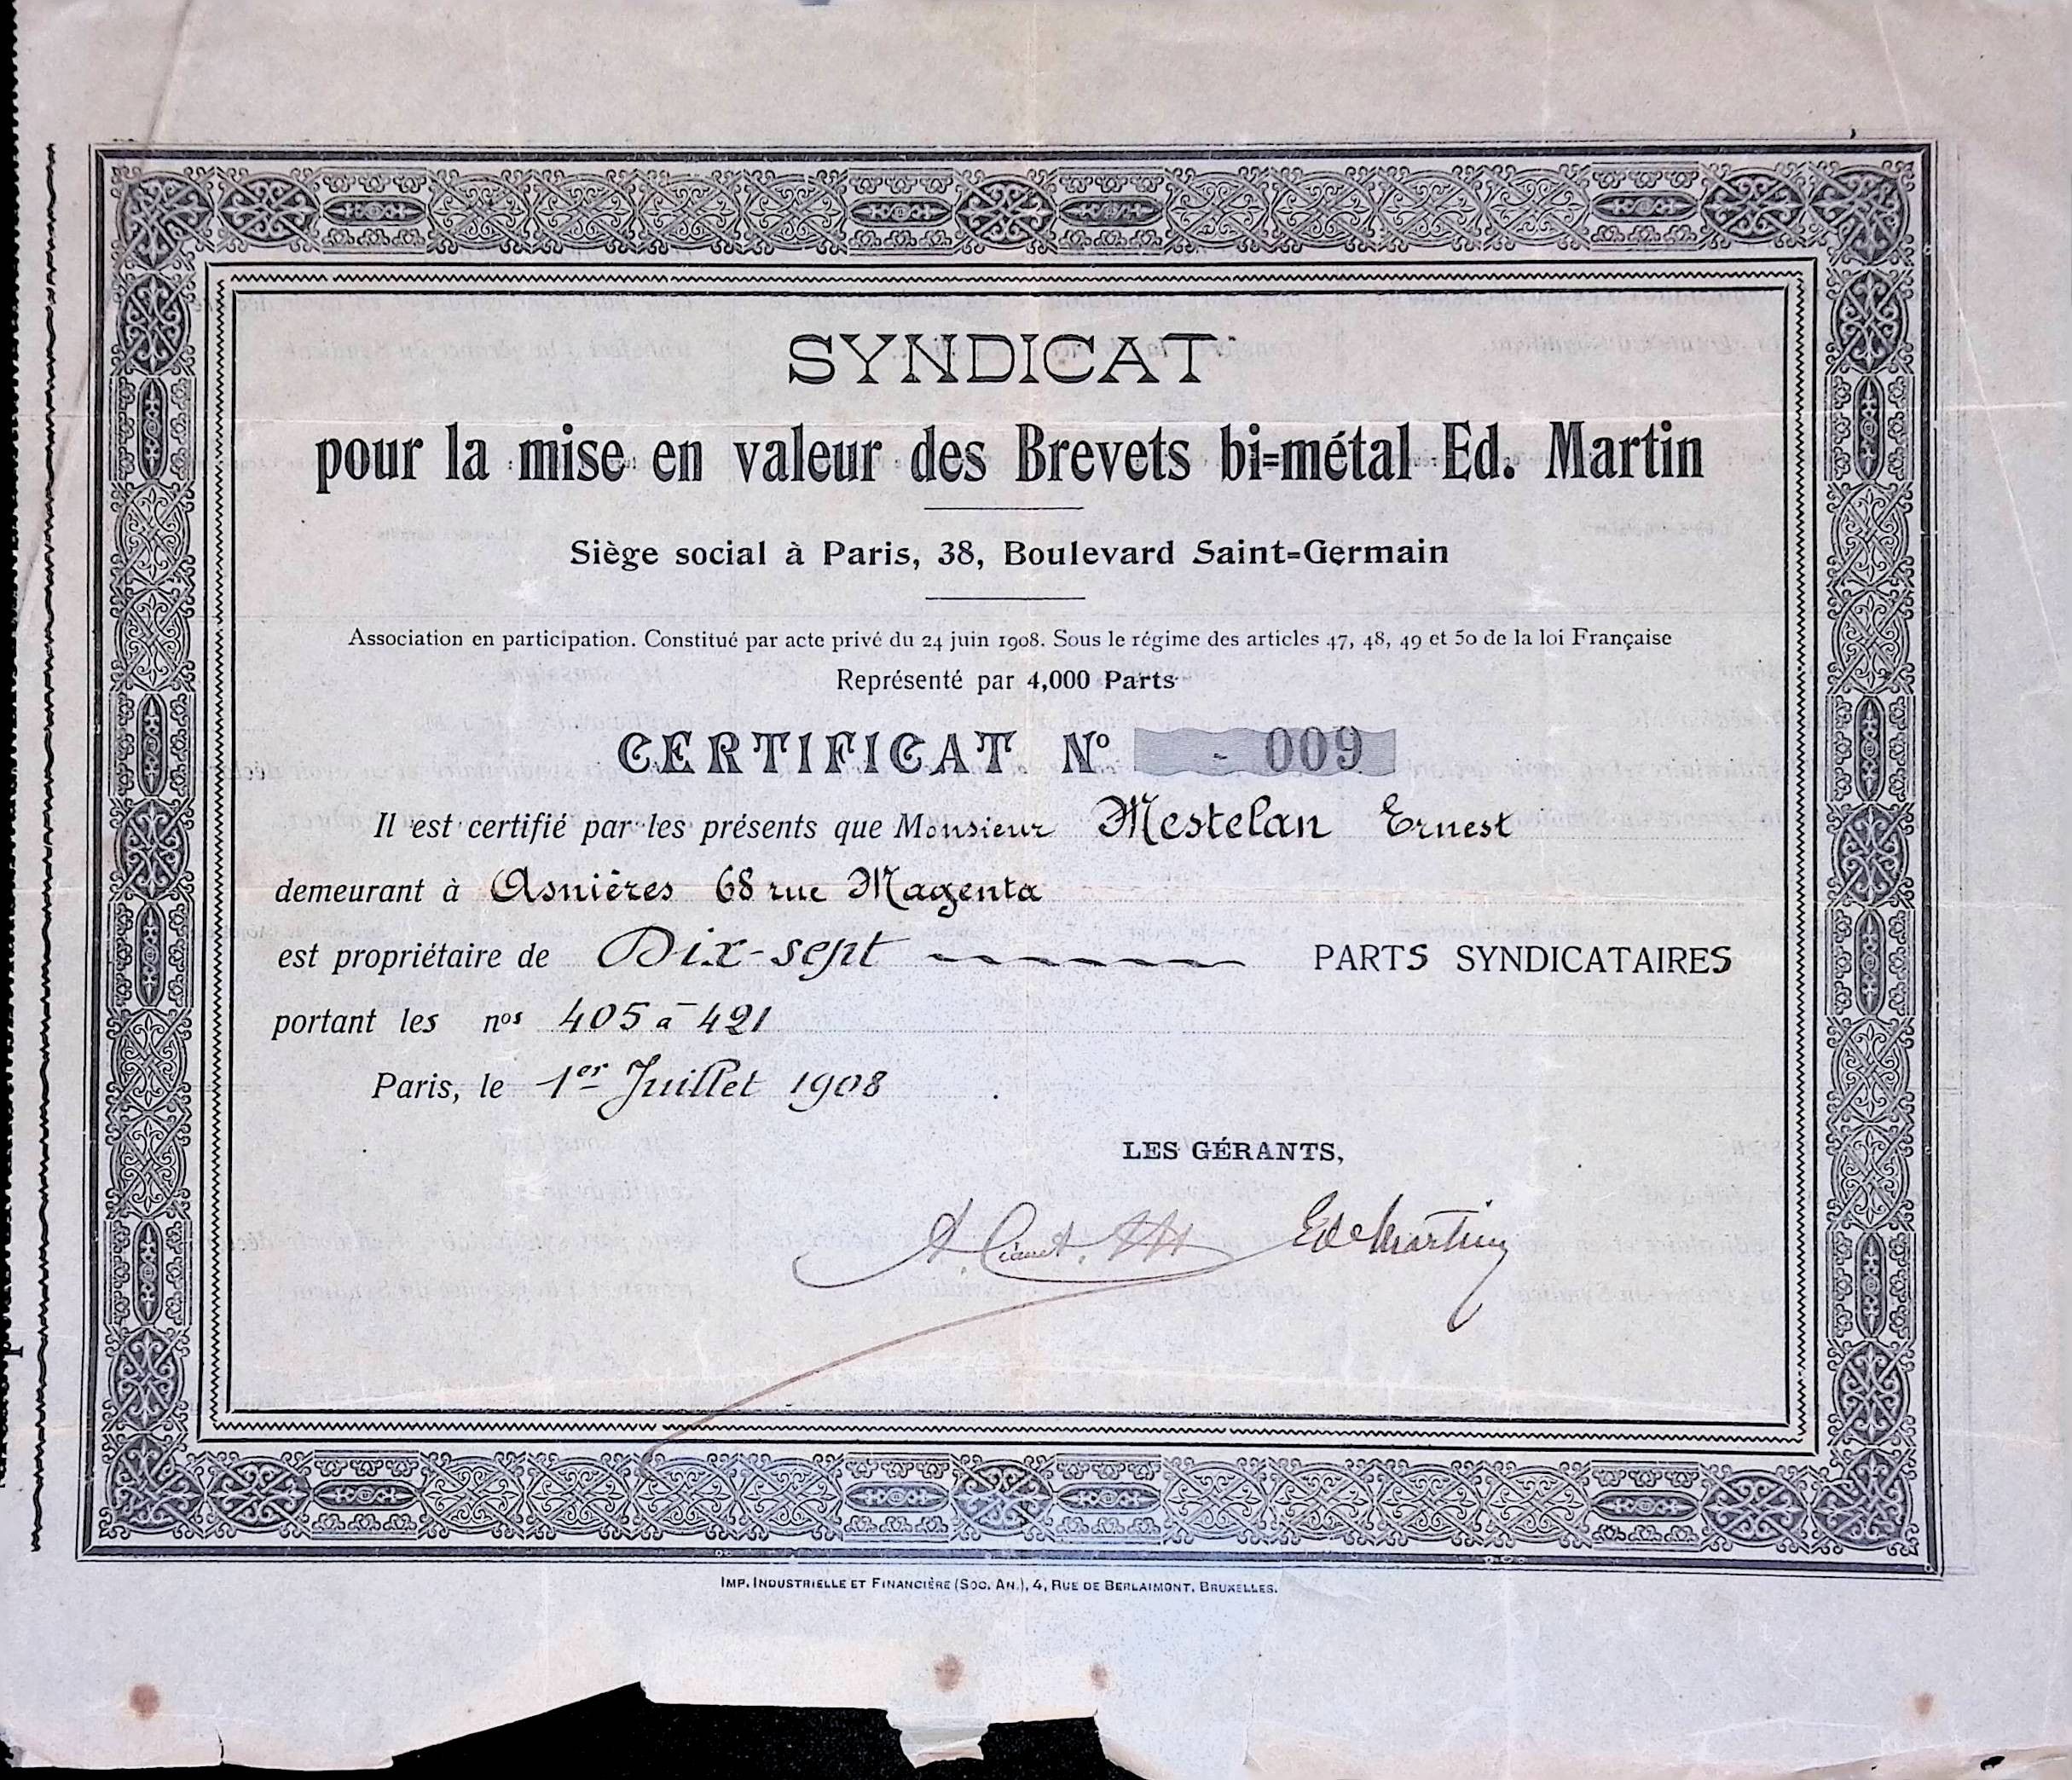 SYNDICAT
pour la mise en valeur des Brevets bi-métal Ed. Martin
Siège social à Paris, 38, Boulevard Saint-Germain
Association en participation. Constitué par acte privé du 24 juin 1908. Sous le régime des articles 47, 48, 49 et 50 de la loi Française
Représenté par 4,000 Parts
CERTIFICAT Nº - 009
Il est certifié par les présents que Monsieur Mestelan Ernest
demeurant à Asnières 68 rue Magenta
est propriétaire de Dix-sept PARTS SYNDICATAIRES
portant les nos 405 à 421
Paris, le 1er Juillet 1908
LES GÉRANTS,
Ed Martin
IMP. INDUSTRIELLE ET FINANCIÈRE (SOC. AN.), 4, RUE DE BERLAIMONT, BRUXELLES.